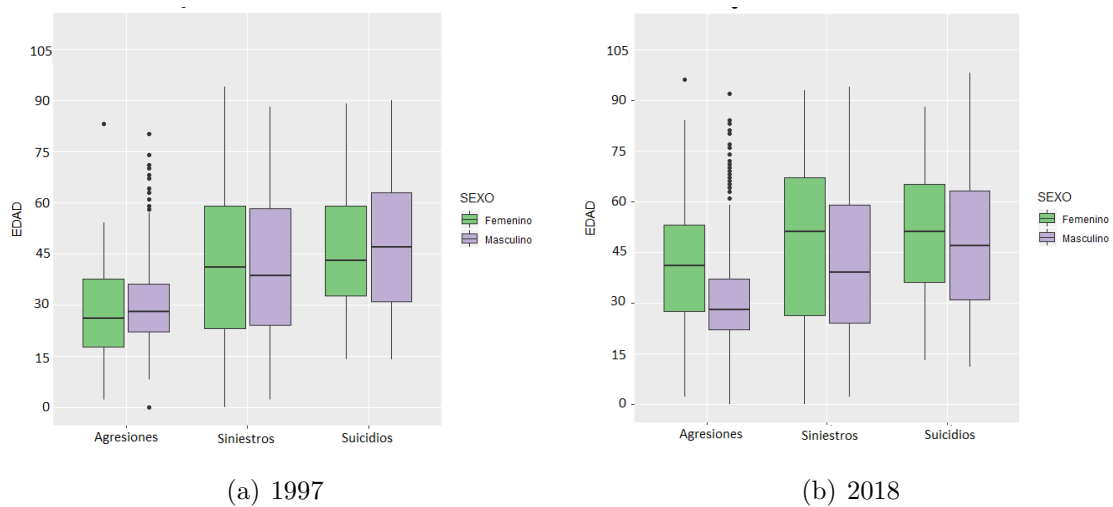 105
90
75
60
45
30
15
0
EDAD
Agresiones
Siniestros
Suicidios
SEXO
Femenino
Masculino
(a) 1997
105
90
75
60
45
30
15
0
EDAD
Agresiones
Siniestros
Suicidios
SEXO
Femenino
Masculino
(b) 2018